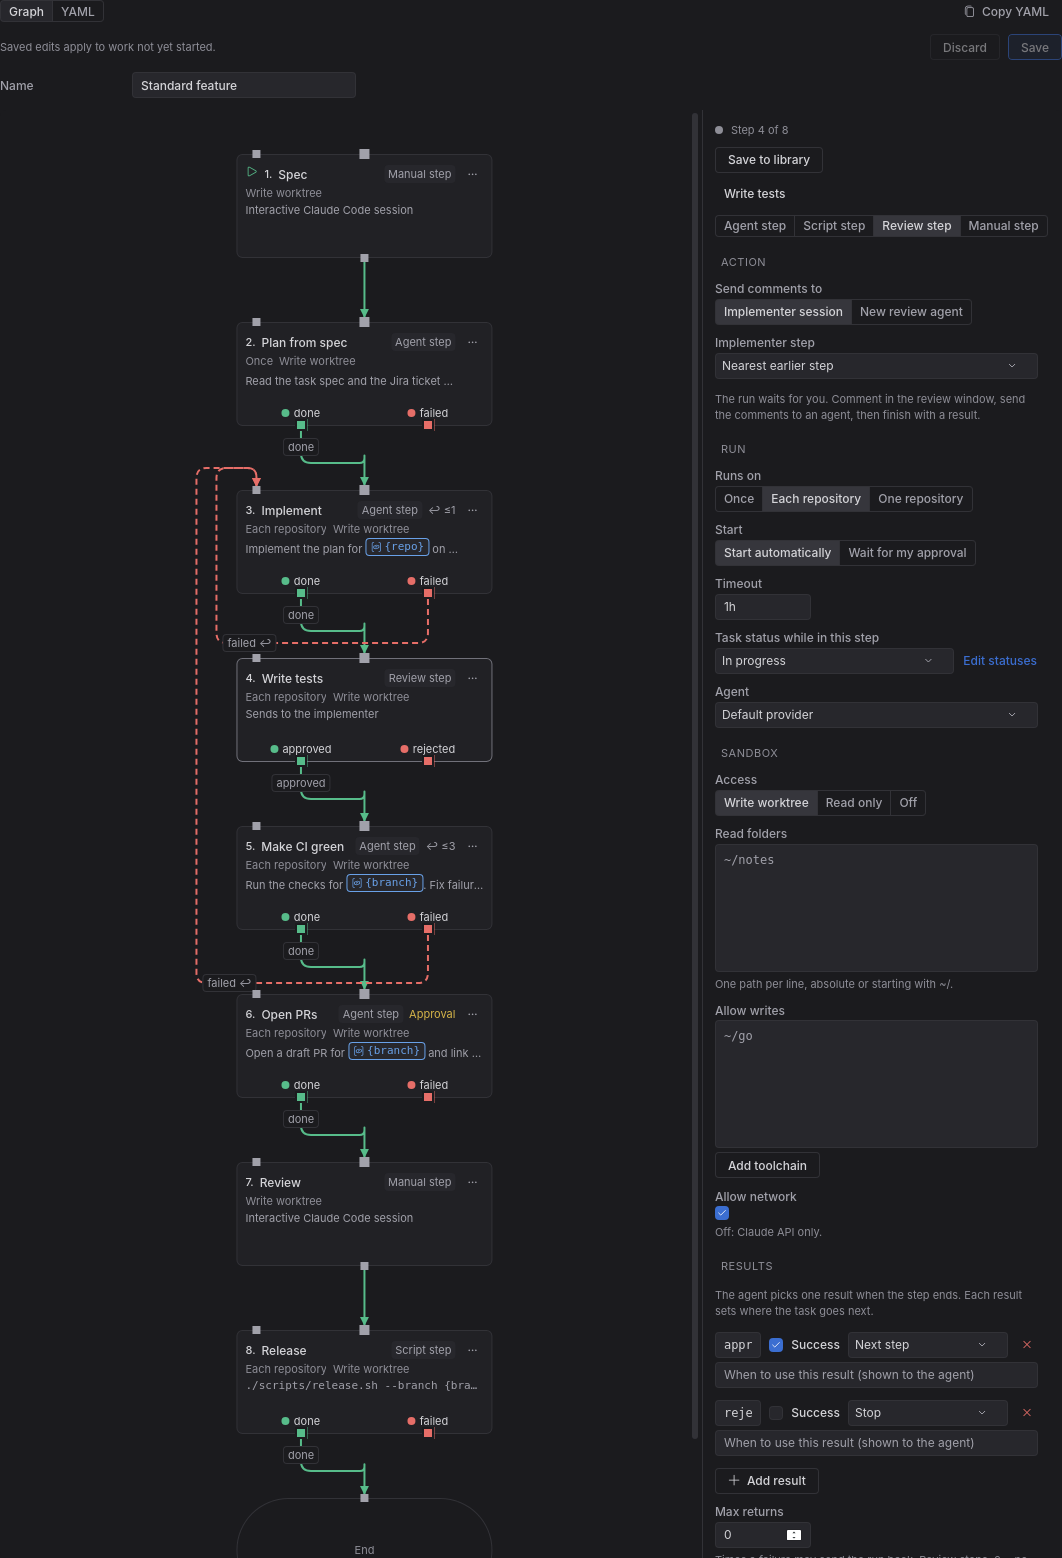 Graph YAML
Copy YAML
Saved edits apply to work not yet started.
Discard Save
Name Standard feature
1. Spec Manual step ...
Write worktree
Interactive Claude Code session
2. Plan from spec Agent step ...
Once Write worktree
Read the task spec and the Jira ticket ...
done failed
done
3. Implement Agent step ↩ ≤1 ...
Each repository Write worktree
Implement the plan for {repo} on ...
done failed
done
failed ↩
4. Write tests Review step ...
Each repository Write worktree
Sends to the implementer
approved rejected
approved
5. Make CI green Agent step ↩ ≤3 ...
Each repository Write worktree
Run the checks for {branch}. Fix failur...
done failed
done
failed ↩
6. Open PRs Agent step Approval ...
Each repository Write worktree
Open a draft PR for {branch} and link ...
done failed
done
7. Review Manual step ...
Write worktree
Interactive Claude Code session
8. Release Script step ...
Each repository Write worktree
./scripts/release.sh --branch {bra…
done failed
done
End
Step 4 of 8
Save to library
Write tests
Agent step Script step Review step Manual step
ACTION
Send comments to
Implementer session New review agent
Implementer step
Nearest earlier step
The run waits for you. Comment in the review window, send
the comments to an agent, then finish with a result.
RUN
Runs on
Once Each repository One repository
Start
Start automatically Wait for my approval
Timeout
1h
Task status while in this step
In progress Edit statuses
Agent
Default provider
SANDBOX
Access
Write worktree Read only Off
Read folders
~/notes
One path per line, absolute or starting with ~/.
Allow writes
~/go
Add toolchain
Allow network
Off: Claude API only.
RESULTS
The agent picks one result when the step ends. Each result
sets where the task goes next.
appr Success Next step
When to use this result (shown to the agent)
reje Success Stop
When to use this result (shown to the agent)
+ Add result
Max returns
0